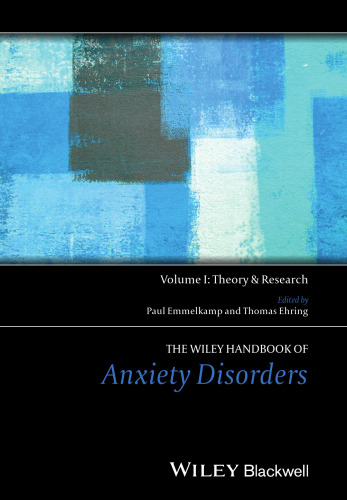 Volume I: Theory & Research
Edited by
Paul Emmelkamp and Thomas Ehring
THE WILEY HANDBOOK OF
Anxiety Disorders
WILEY Blackwell